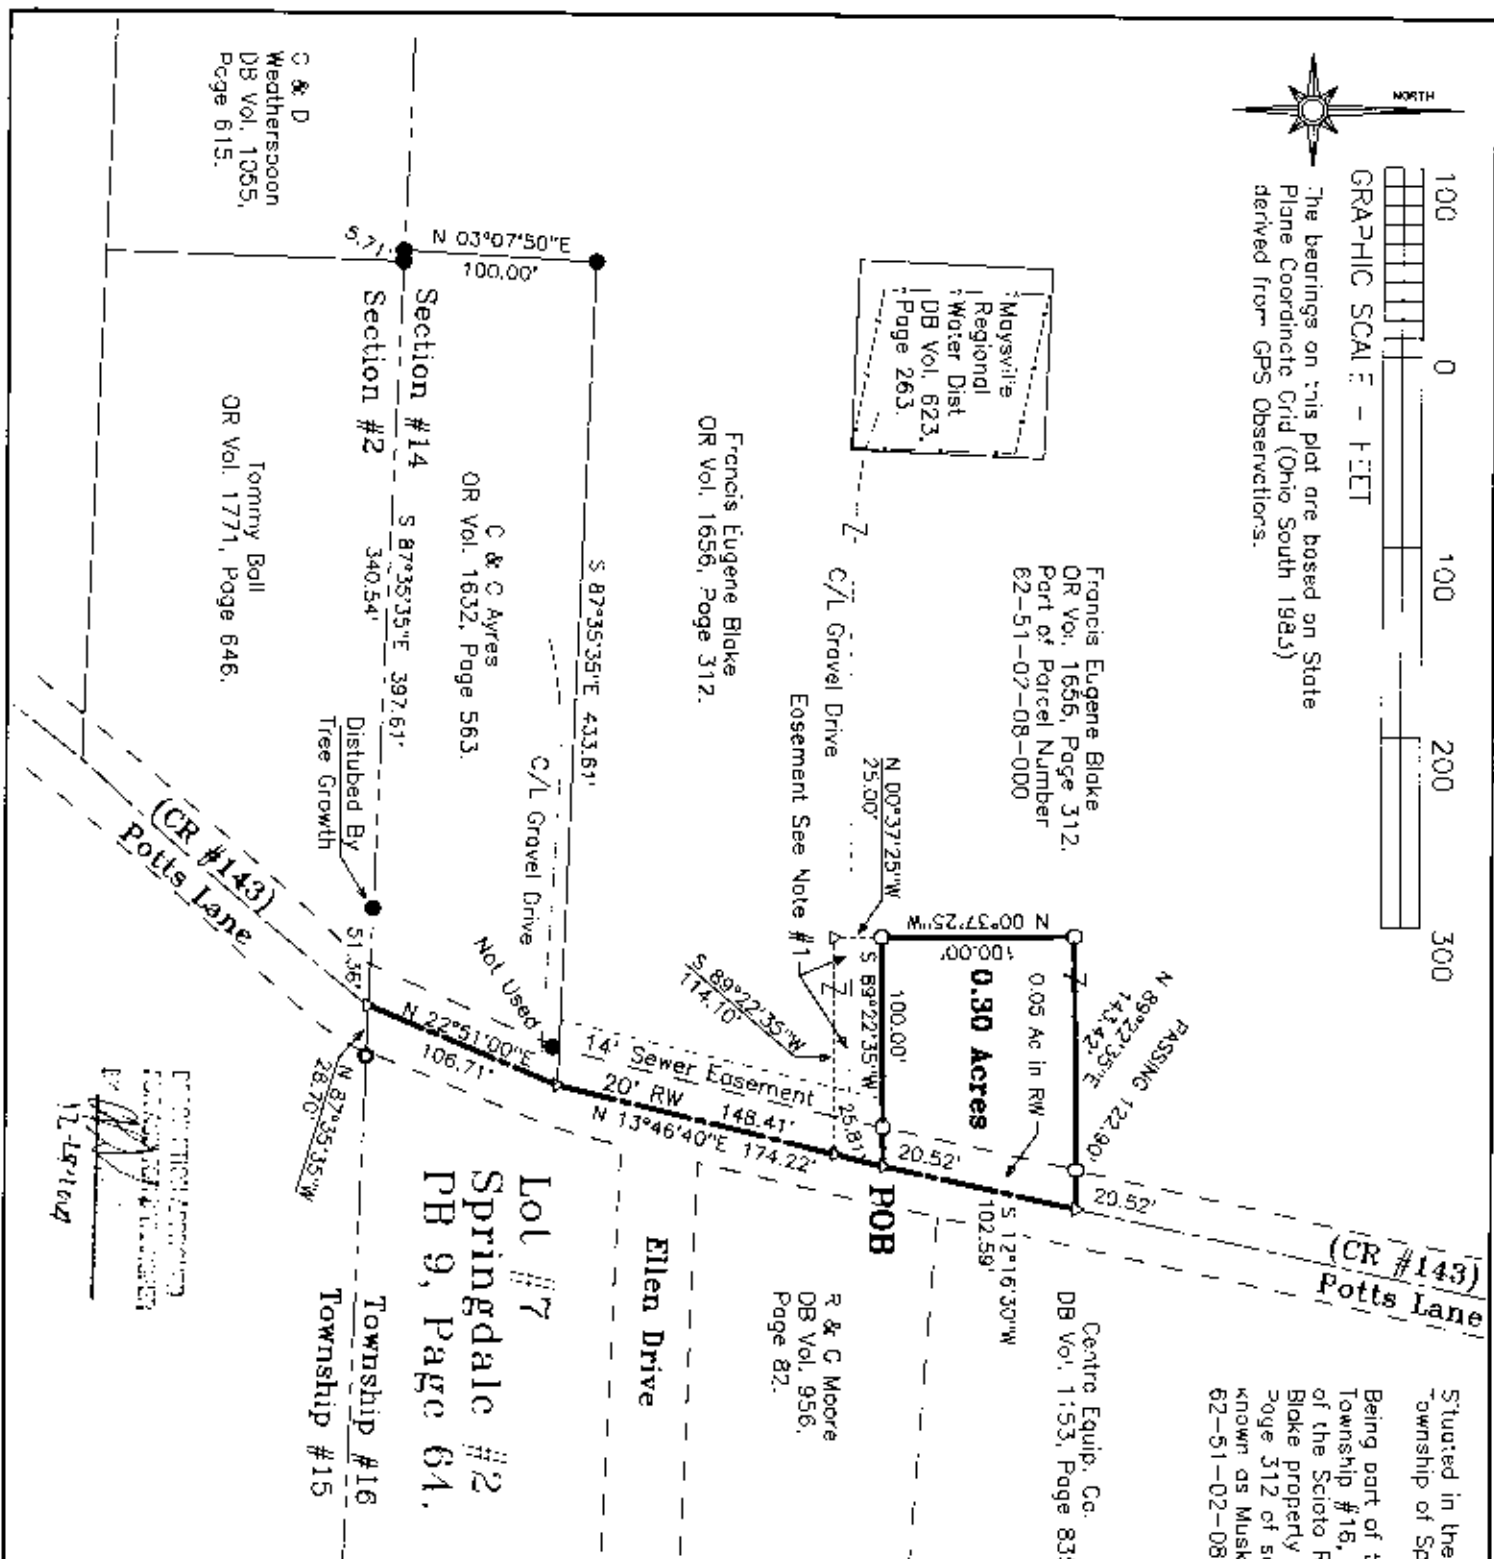 NORTH
100 0 100 200 300
GRAPHIC SCALE - FEET
The bearings on this plat are based on State
Plane Coordinate Grid (Ohio South 1983)
derived from GPS Observations.
C & D
Weatherspoon
DB Vol. 1055,
Page 615.
5.71'
N 03°07'50"E
100.00'
Section #14
Section #2
S 87°35'35"E 397.61'
340.54'
Tommy Ball
OR Vol. 1771, Page 646.
C & C Ayres
OR Vol. 1632, Page 563.
S 87°35'35"E 433.61'
C/L Gravel Drive
Disturbed By
Tree Growth
51.36'
Not Used
Maysville
Regional
Water Dist
DB Vol. 623,
Page 263.
Francis Eugene Blake
OR Vol. 1656, Page 312.
C/L Gravel Drive
Easement See Note #1
Francis Eugene Blake
OR Vol. 1656, Page 312.
Part of Parcel Number
62-51-02-08-000
N 00°37'25"W
25.00'
N 00°37'25"W
100.00'
S 89°22'35"W
100.00'
S 89°22'35"W
114.10'
0.30 Acres
0.05 Ac in RW
N 89°22'35"E
143.42'
PASSING 122.90'
20.52'
20.52'
25.81'
POB
S 12°16'30"W
102.59'
14' Sewer Easement
20' RW
148.41'
N 13°46'40"E 174.22'
N 22°51'00"E
106.71'
N 87°35'35"W
28.70'
(CR #143)
Potts Lane
(CR #143)
Potts Lane
Lot #7
Springdale #2
PB 9, Page 64.
Ellen Drive
Township #16
Township #15
R & C Moore
DB Vol. 956,
Page 82.
Centro Equip. Co.
DB Vol. 1153, Page 83
Situated in the
Township of Sp
Being part of
Township #16,
of the Scioto R
Blake property
Page 312 of
known as Musk
62-51-02-08